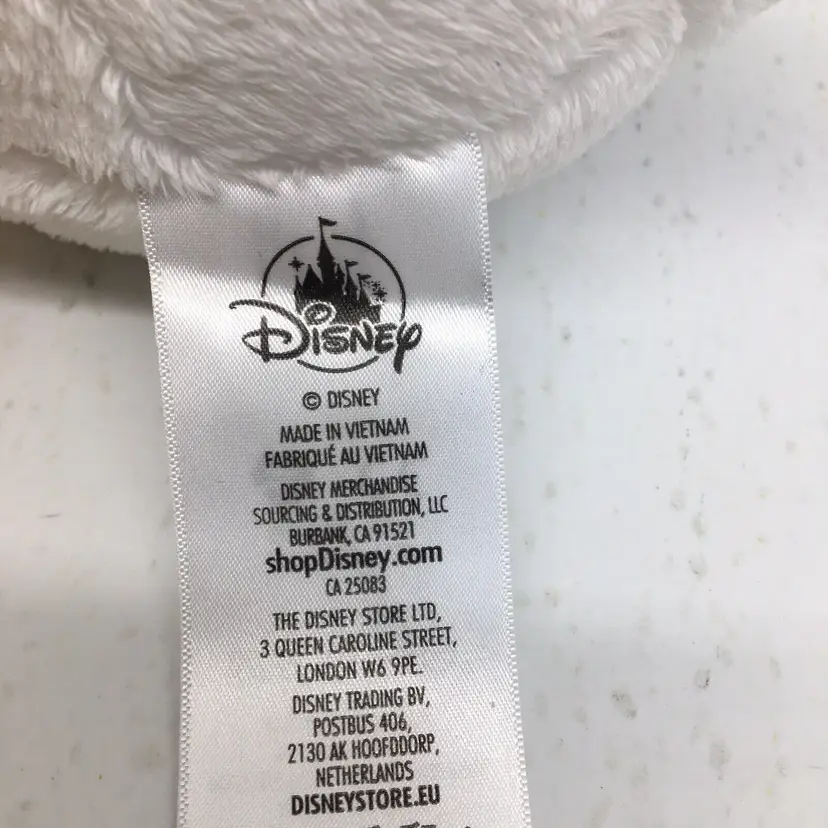 Disney
© DISNEY
MADE IN VIETNAM
FABRIQUÉ AU VIETNAM
DISNEY MERCHANDISE
SOURCING & DISTRIBUTION, LLC
BURBANK, CA 91521
shopDisney.com
CA 25083
THE DISNEY STORE LTD,
3 QUEEN CAROLINE STREET,
LONDON W6 9PE.
DISNEY TRADING BV,
POSTBUS 406,
2130 AK HOOFDDORP,
NETHERLANDS
DISNEYSTORE.EU